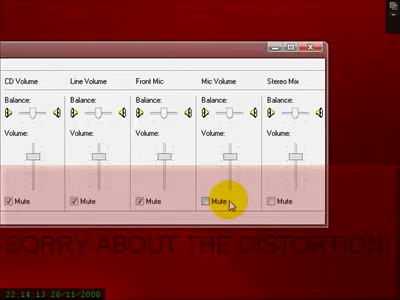 CD Volume Line Volume Front Mic Mic Volume Stereo Mix
Balance: Balance: Balance: Balance: Balance:
Volume: Volume: Volume: Volume: Volume:
Mute Mute Mute Mute Mute
SORRY ABOUT THE DISTORTION
22:14:13 28/11/2008